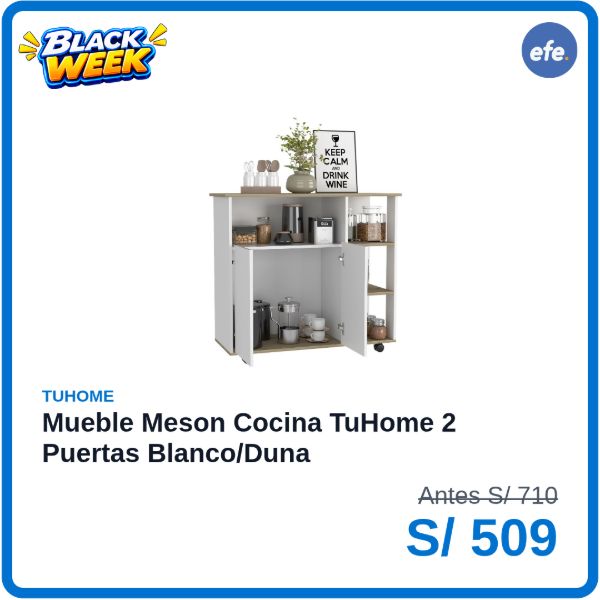 BLACK
WEEK
efe.
KEEP
CALM
AND
DRINK
WINE
TUHOME
Mueble Meson Cocina TuHome 2
Puertas Blanco/Duna
Antes S/ 710
S/ 509